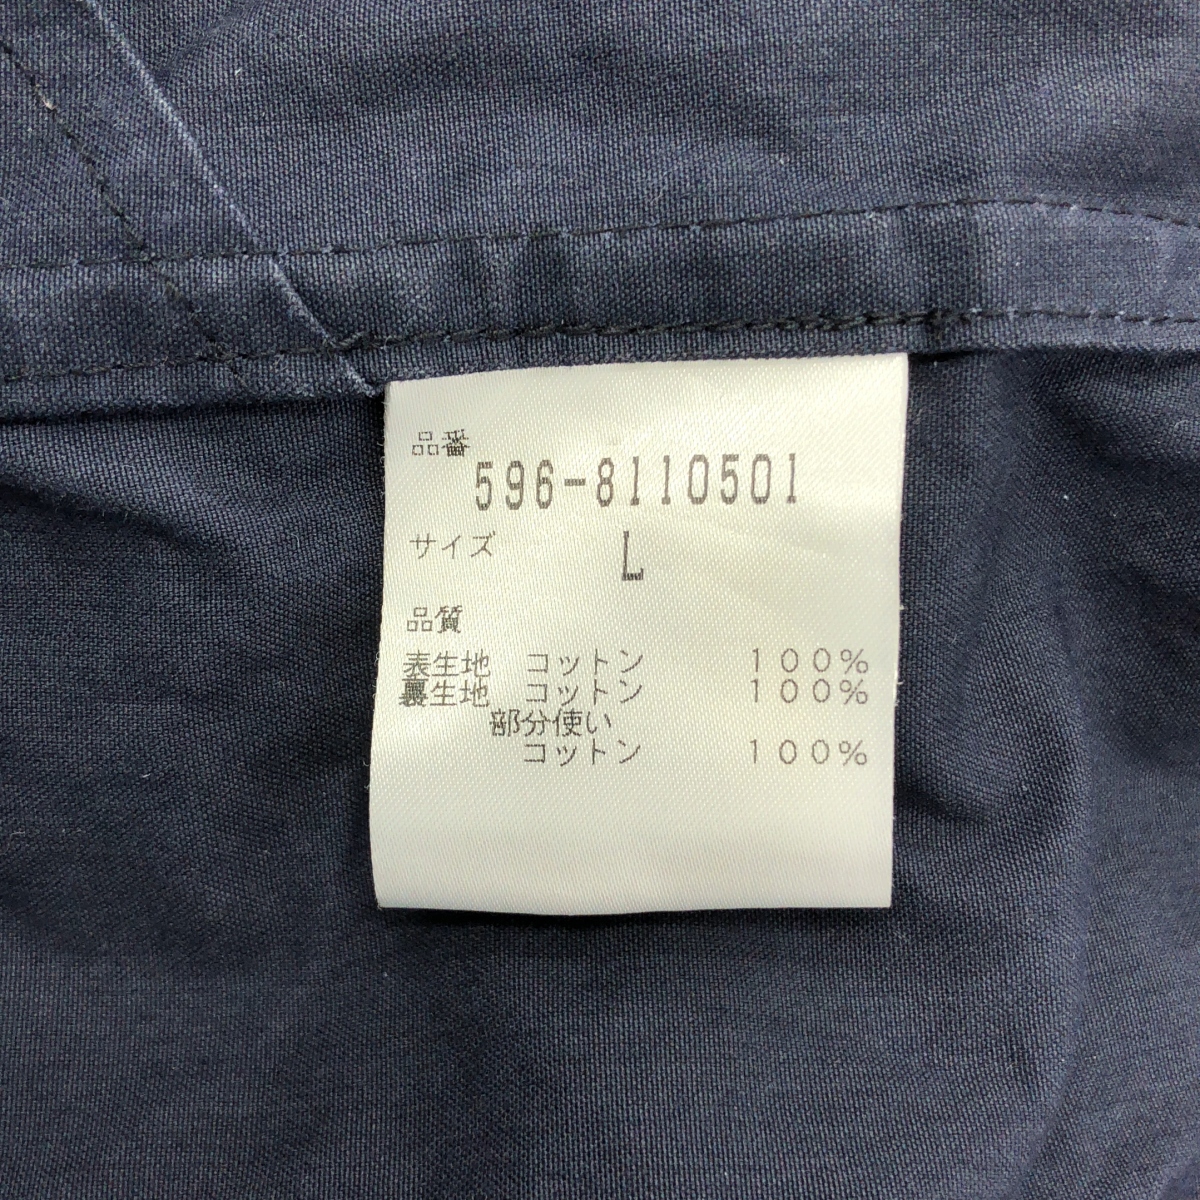 品番
596-8110501
サイズ L
品質
表生地 コットン 100%
裏生地 コットン 100%
部分使い
コットン 100%